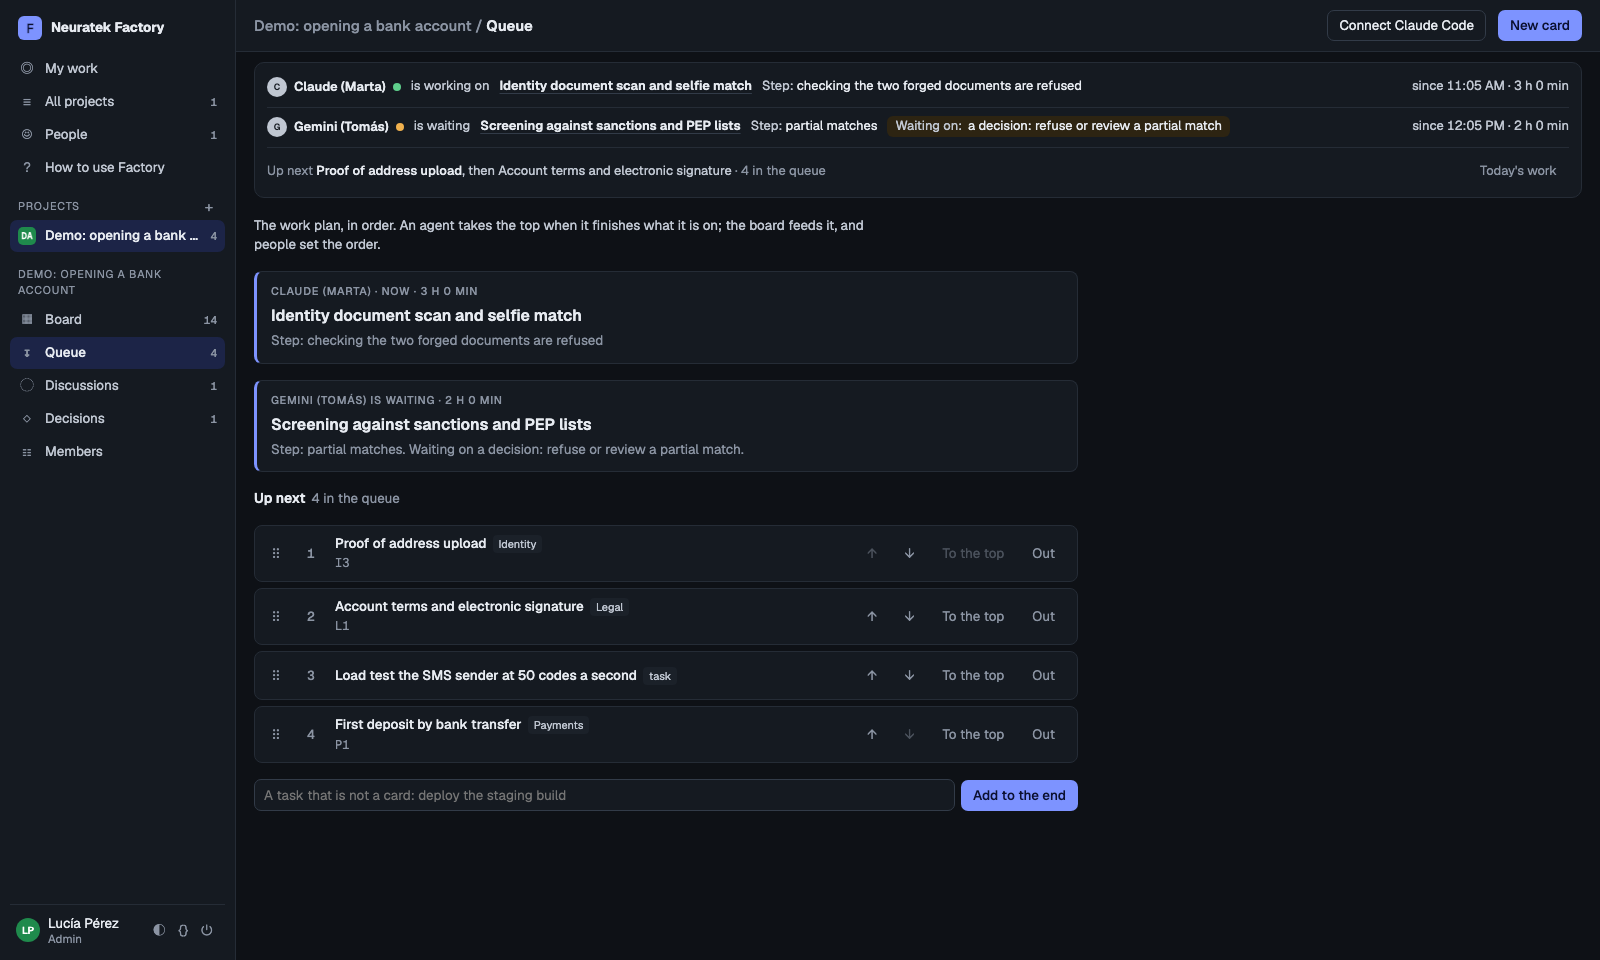 F Neuratek Factory
My work
All projects 1
People 1
? How to use Factory
PROJECTS +
DA Demo: opening a bank ... 4
DEMO: OPENING A BANK
ACCOUNT
Board 14
Queue 4
Discussions 1
Decisions 1
Members
LP Lucía Pérez
Admin
{}
Demo: opening a bank account / Queue
Connect Claude Code
New card
C Claude (Marta) is working on Identity document scan and selfie match Step: checking the two forged documents are refused since 11:05 AM · 3 h 0 min
G Gemini (Tomás) is waiting Screening against sanctions and PEP lists Step: partial matches Waiting on: a decision: refuse or review a partial match since 12:05 PM · 2 h 0 min
Up next Proof of address upload, then Account terms and electronic signature · 4 in the queue Today's work
The work plan, in order. An agent takes the top when it finishes what it is on; the board feeds it, and
people set the order.
CLAUDE (MARTA) · NOW · 3 H 0 MIN
Identity document scan and selfie match
Step: checking the two forged documents are refused
GEMINI (TOMÁS) IS WAITING · 2 H 0 MIN
Screening against sanctions and PEP lists
Step: partial matches. Waiting on a decision: refuse or review a partial match.
Up next 4 in the queue
1 Proof of address upload Identity ↑ ↓ To the top Out
I3
2 Account terms and electronic signature Legal ↑ ↓ To the top Out
L1
3 Load test the SMS sender at 50 codes a second task ↑ ↓ To the top Out
4 First deposit by bank transfer Payments ↑ ↓ To the top Out
P1
A task that is not a card: deploy the staging build
Add to the end